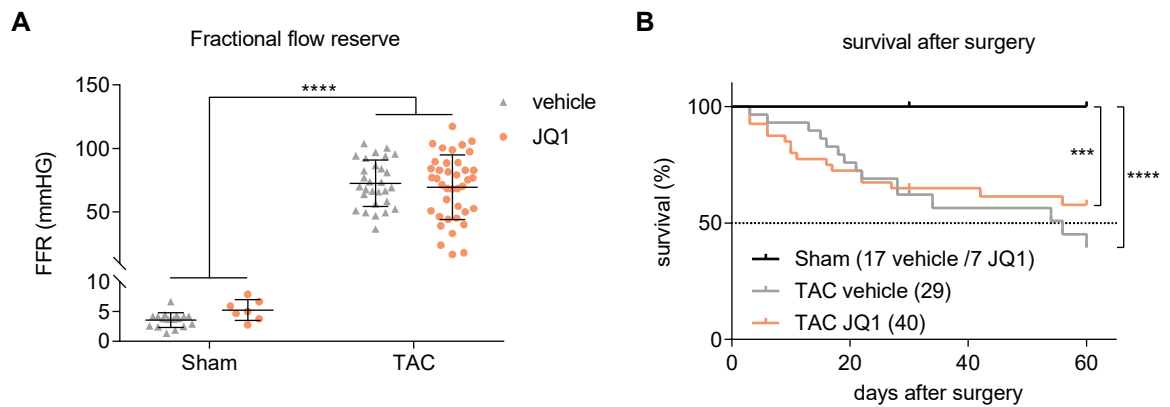 A
Fractional flow reserve
FFR (mmHG)
150
100
50
10
5
0
****
vehicle
JQ1
Sham
TAC
B
survival after surgery
survival (%)
100
50
0
***
****
Sham (17 vehicle /7 JQ1)
TAC vehicle (29)
TAC JQ1 (40)
0
20
40
60
days after surgery